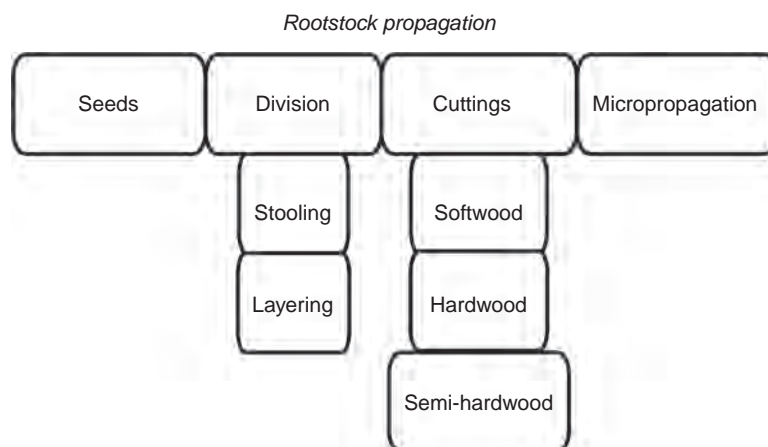 Rootstock propagation
Seeds
Division
Cuttings
Micropropagation
Stooling
Softwood
Layering
Hardwood
Semi-hardwood